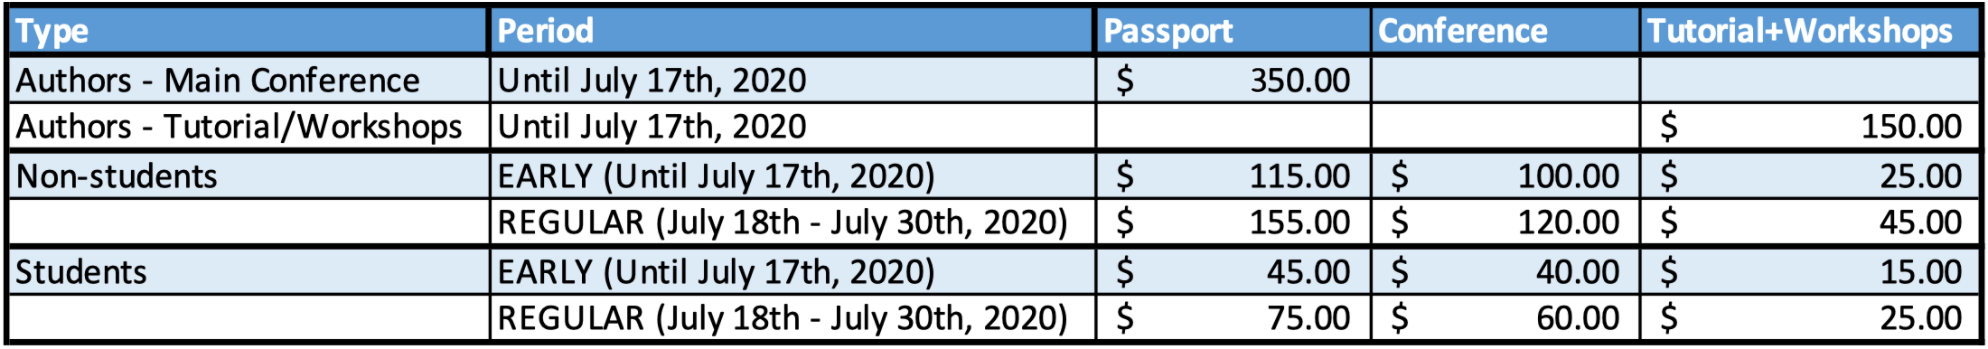 Type Period Passport Conference Tutorial+Workshops
Authors - Main Conference Until July 17th, 2020 $ 350.00
Authors - Tutorial/Workshops Until July 17th, 2020 $ 150.00
Non-students EARLY (Until July 17th, 2020) $ 115.00 $ 100.00 $ 25.00
REGULAR (July 18th - July 30th, 2020) $ 155.00 $ 120.00 $ 45.00
Students EARLY (Until July 17th, 2020) $ 45.00 $ 40.00 $ 15.00
REGULAR (July 18th - July 30th, 2020) $ 75.00 $ 60.00 $ 25.00